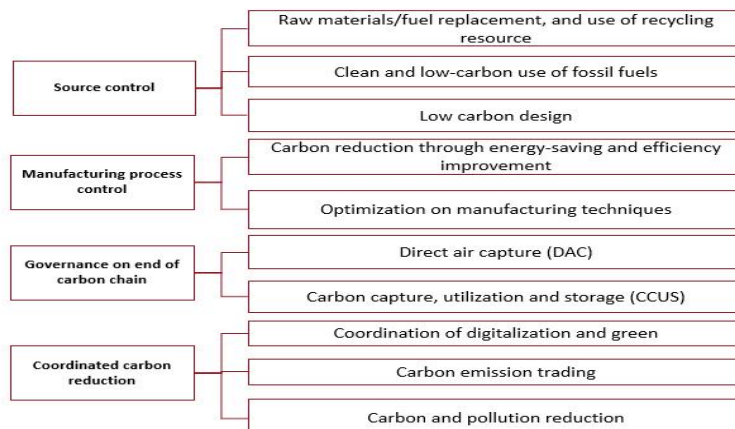 Raw materials/fuel replacement, and use of recycling
resource
Source control
Clean and low-carbon use of fossil fuels
Low carbon design
Manufacturing process
control
Carbon reduction through energy-saving and efficiency
improvement
Optimization on manufacturing techniques
Governance on end of
carbon chain
Direct air capture (DAC)
Carbon capture, utilization and storage (CCUS)
Coordinated carbon
reduction
Coordination of digitalization and green
Carbon emission trading
Carbon and pollution reduction